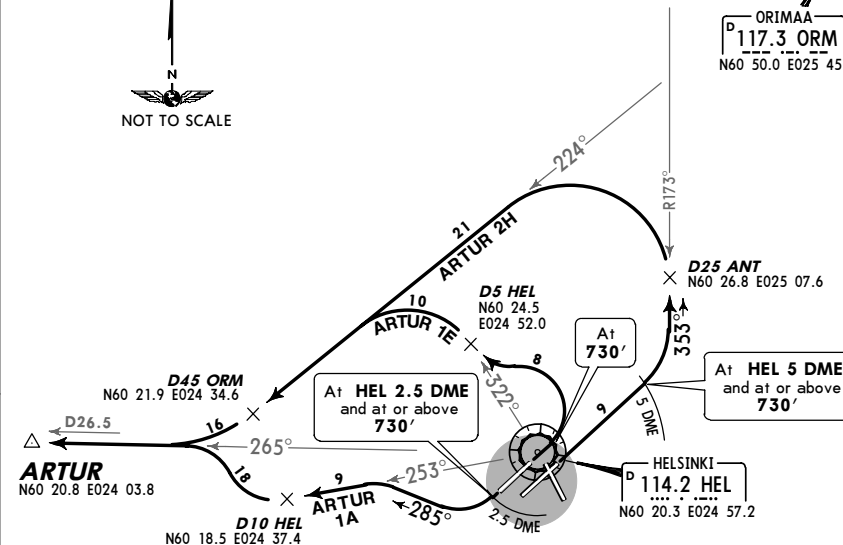 ORIMAA
D 117.3 ORM
N60 50.0 E025 45
N
NOT TO SCALE
224°
R173°
21
ARTUR 2H
D25 ANT
N60 26.8 E025 07.6
D5 HEL
N60 24.5
E024 52.0
10
ARTUR 1E
At
730'
353°
8
322°
D45 ORM
N60 21.9 E024 34.6
At HEL 2.5 DME
and at or above
730'
At HEL 5 DME
and at or above
730'
9
5 DME
D26.5
16
265°
ARTUR
N60 20.8 E024 03.8
18
9
253°
HELSINKI
D 114.2 HEL
N60 20.3 E024 57.2
ARTUR
1A
285°
2.5 DME
D10 HEL
N60 18.5 E024 37.4